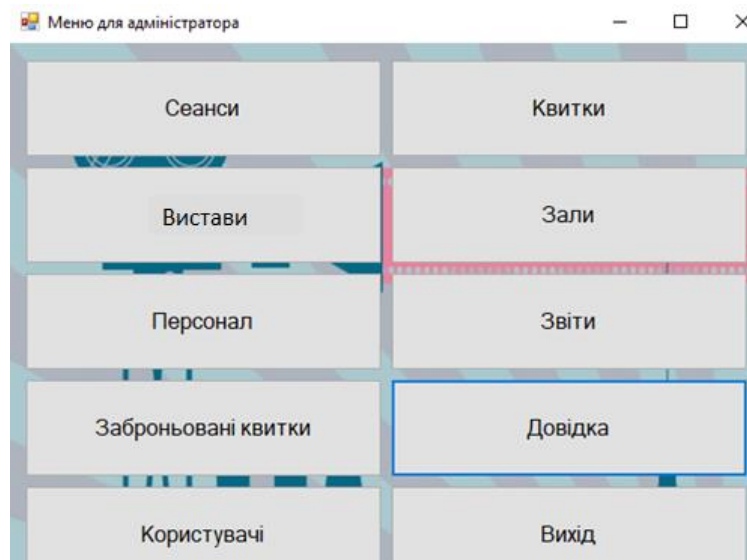 Меню для адміністратора
Сеанси
Квитки
Вистави
Зали
Персонал
Звіти
Заброньовані квитки
Довідка
Користувачі
Вихід